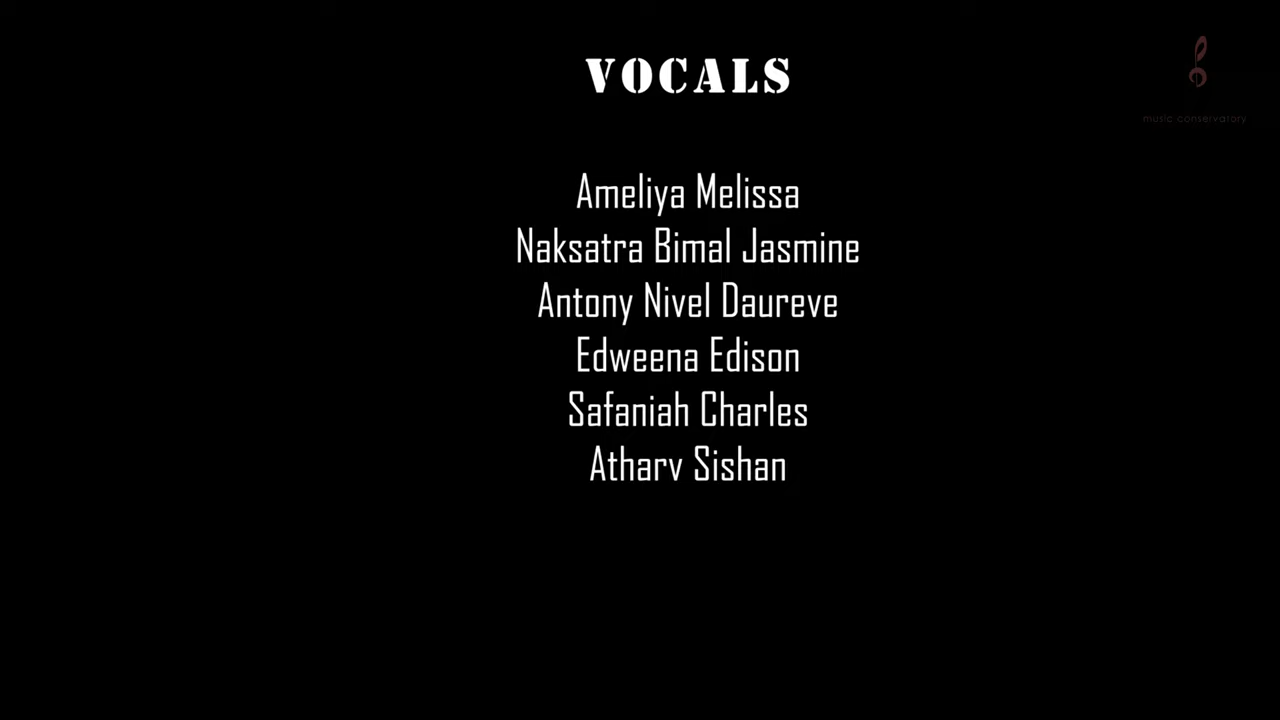 VOCALS
music conservatory
Ameliya Melissa
Naksatra Bimal Jasmine
Antony Nivel Daureve
Edweena Edison
Safaniah Charles
Atharv Sishan